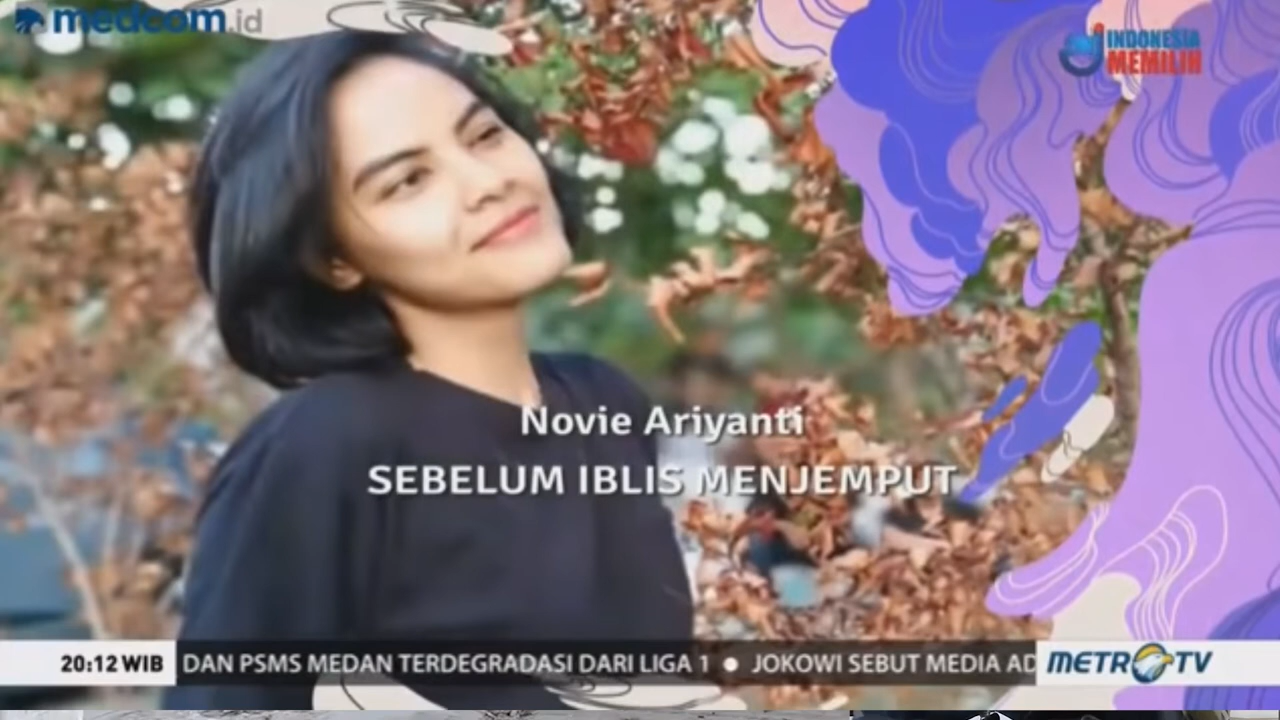 medcom.id
INDONESIA
MEMILIH
Novie Ariyanti
SEBELUM IBLIS MENJEMPUT
20:12 WIB
DAN PSMS MEDAN TERDEGRADASI DARI LIGA 1 ● JOKOWI SEBUT MEDIA AD
METRO TV